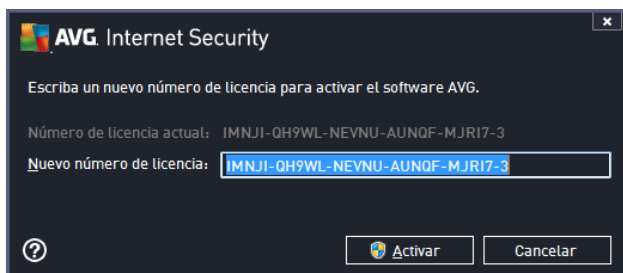 AVG. Internet Security
Escriba un nuevo número de licencia para activar el software AVG.
Número de licencia actual: IMNJI-QH9WL-NEVNU-AUNQF-MJRI7-3
Nuevo número de licencia: IMNJI-QH9WL-NEVNU-AUNQF-MJRI7-3
Activar Cancelar